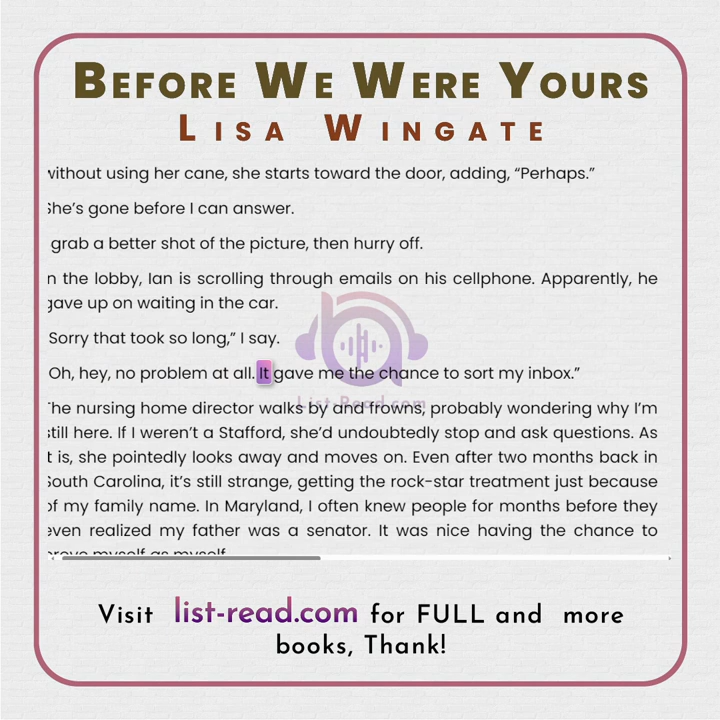 BEFORE WE WERE YOURS
LISA WINGATE
without using her cane, she starts toward the door, adding, “Perhaps.”
She’s gone before I can answer.
grab a better shot of the picture, then hurry off.
n the lobby, Ian is scrolling through emails on his cellphone. Apparently, he
gave up on waiting in the car.
Sorry that took so long,” I say.
Oh, hey, no problem at all. It gave me the chance to sort my inbox.”
The nursing home director walks by and frowns, probably wondering why I’m
still here. If I weren’t a Stafford, she’d undoubtedly stop and ask questions. As
t is, she pointedly looks away and moves on. Even after two months back in
South Carolina, it’s still strange, getting the rock-star treatment just because
of my family name. In Maryland, I often knew people for months before they
even realized my father was a senator. It was nice having the chance to
prove myself as myself.
List-Read.com
Visit list-read.com for FULL and more
books, Thank!